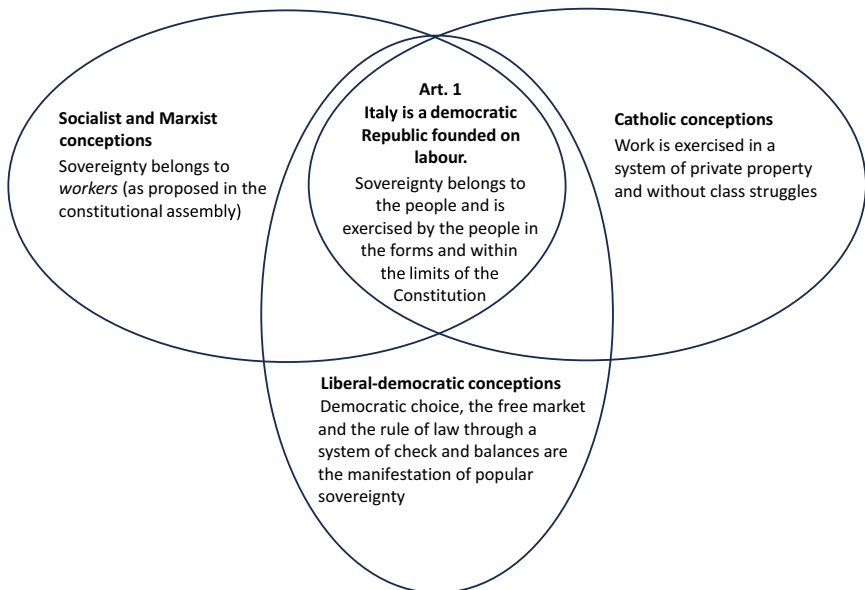 Socialist and Marxist
conceptions
Sovereignty belongs to
workers (as proposed in the
constitutional assembly)
Art. 1
Italy is a democratic
Republic founded on
labour.
Sovereignty belongs to
the people and is
exercised by the people in
the forms and within
the limits of the
Constitution
Catholic conceptions
Work is exercised in a
system of private property
and without class struggles
Liberal-democratic conceptions
Democratic choice, the free market
and the rule of law through a
system of check and balances are
the manifestation of popular
sovereignty